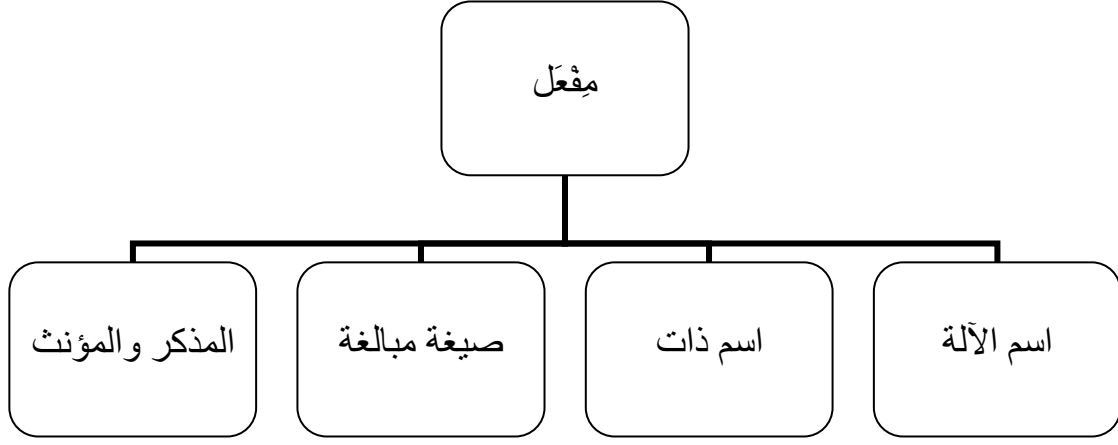 مِفْعَل
اسم الآلة
اسم ذات
صيغة مبالغة
المذكر والمؤنث